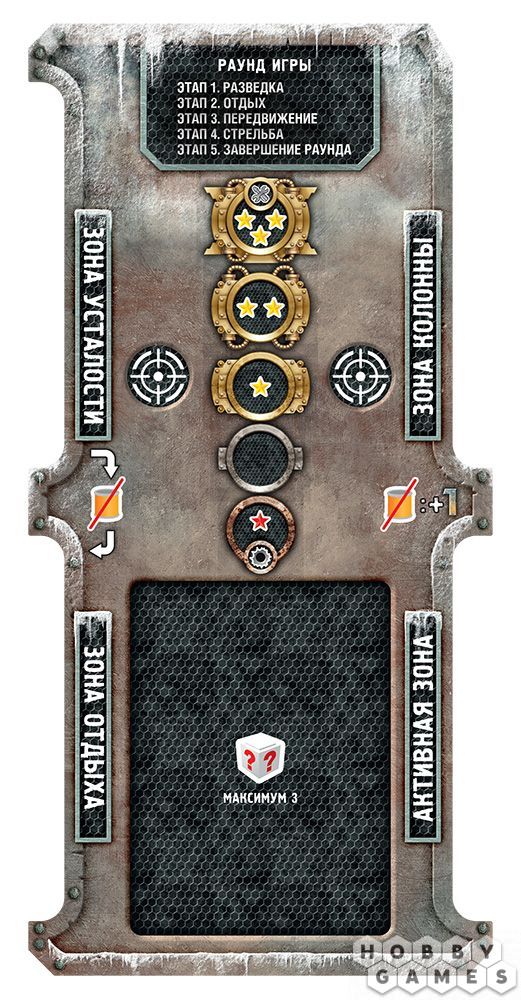 РАУНД ИГРЫ
ЭТАП 1. РАЗВЕДКА
ЭТАП 2. ОТДЫХ
ЭТАП 3. ПЕРЕДВИЖЕНИЕ
ЭТАП 4. СТРЕЛЬБА
ЭТАП 5. ЗАВЕРШЕНИЕ РАУНДА
ЗОНА УСТАЛОСТИ
ЗОНА КОЛОННЫ
:+1
ЗОНА ОТДЫХА
АКТИВНАЯ ЗОНА
? ?
МАКСИМУМ 3
HOBBY
GAMES